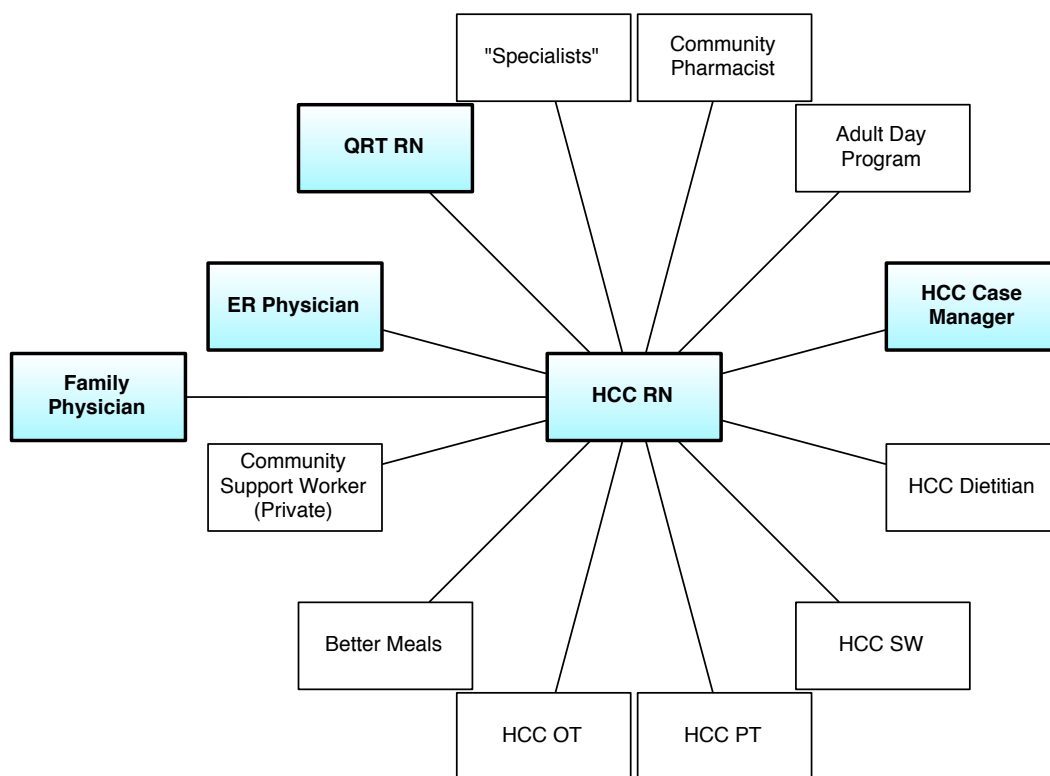 "Specialists"
Community
Pharmacist
QRT RN
Adult Day
Program
ER Physician
HCC Case
Manager
Family
Physician
HCC RN
Community
Support Worker
(Private)
HCC Dietitian
Better Meals
HCC SW
HCC OT
HCC PT